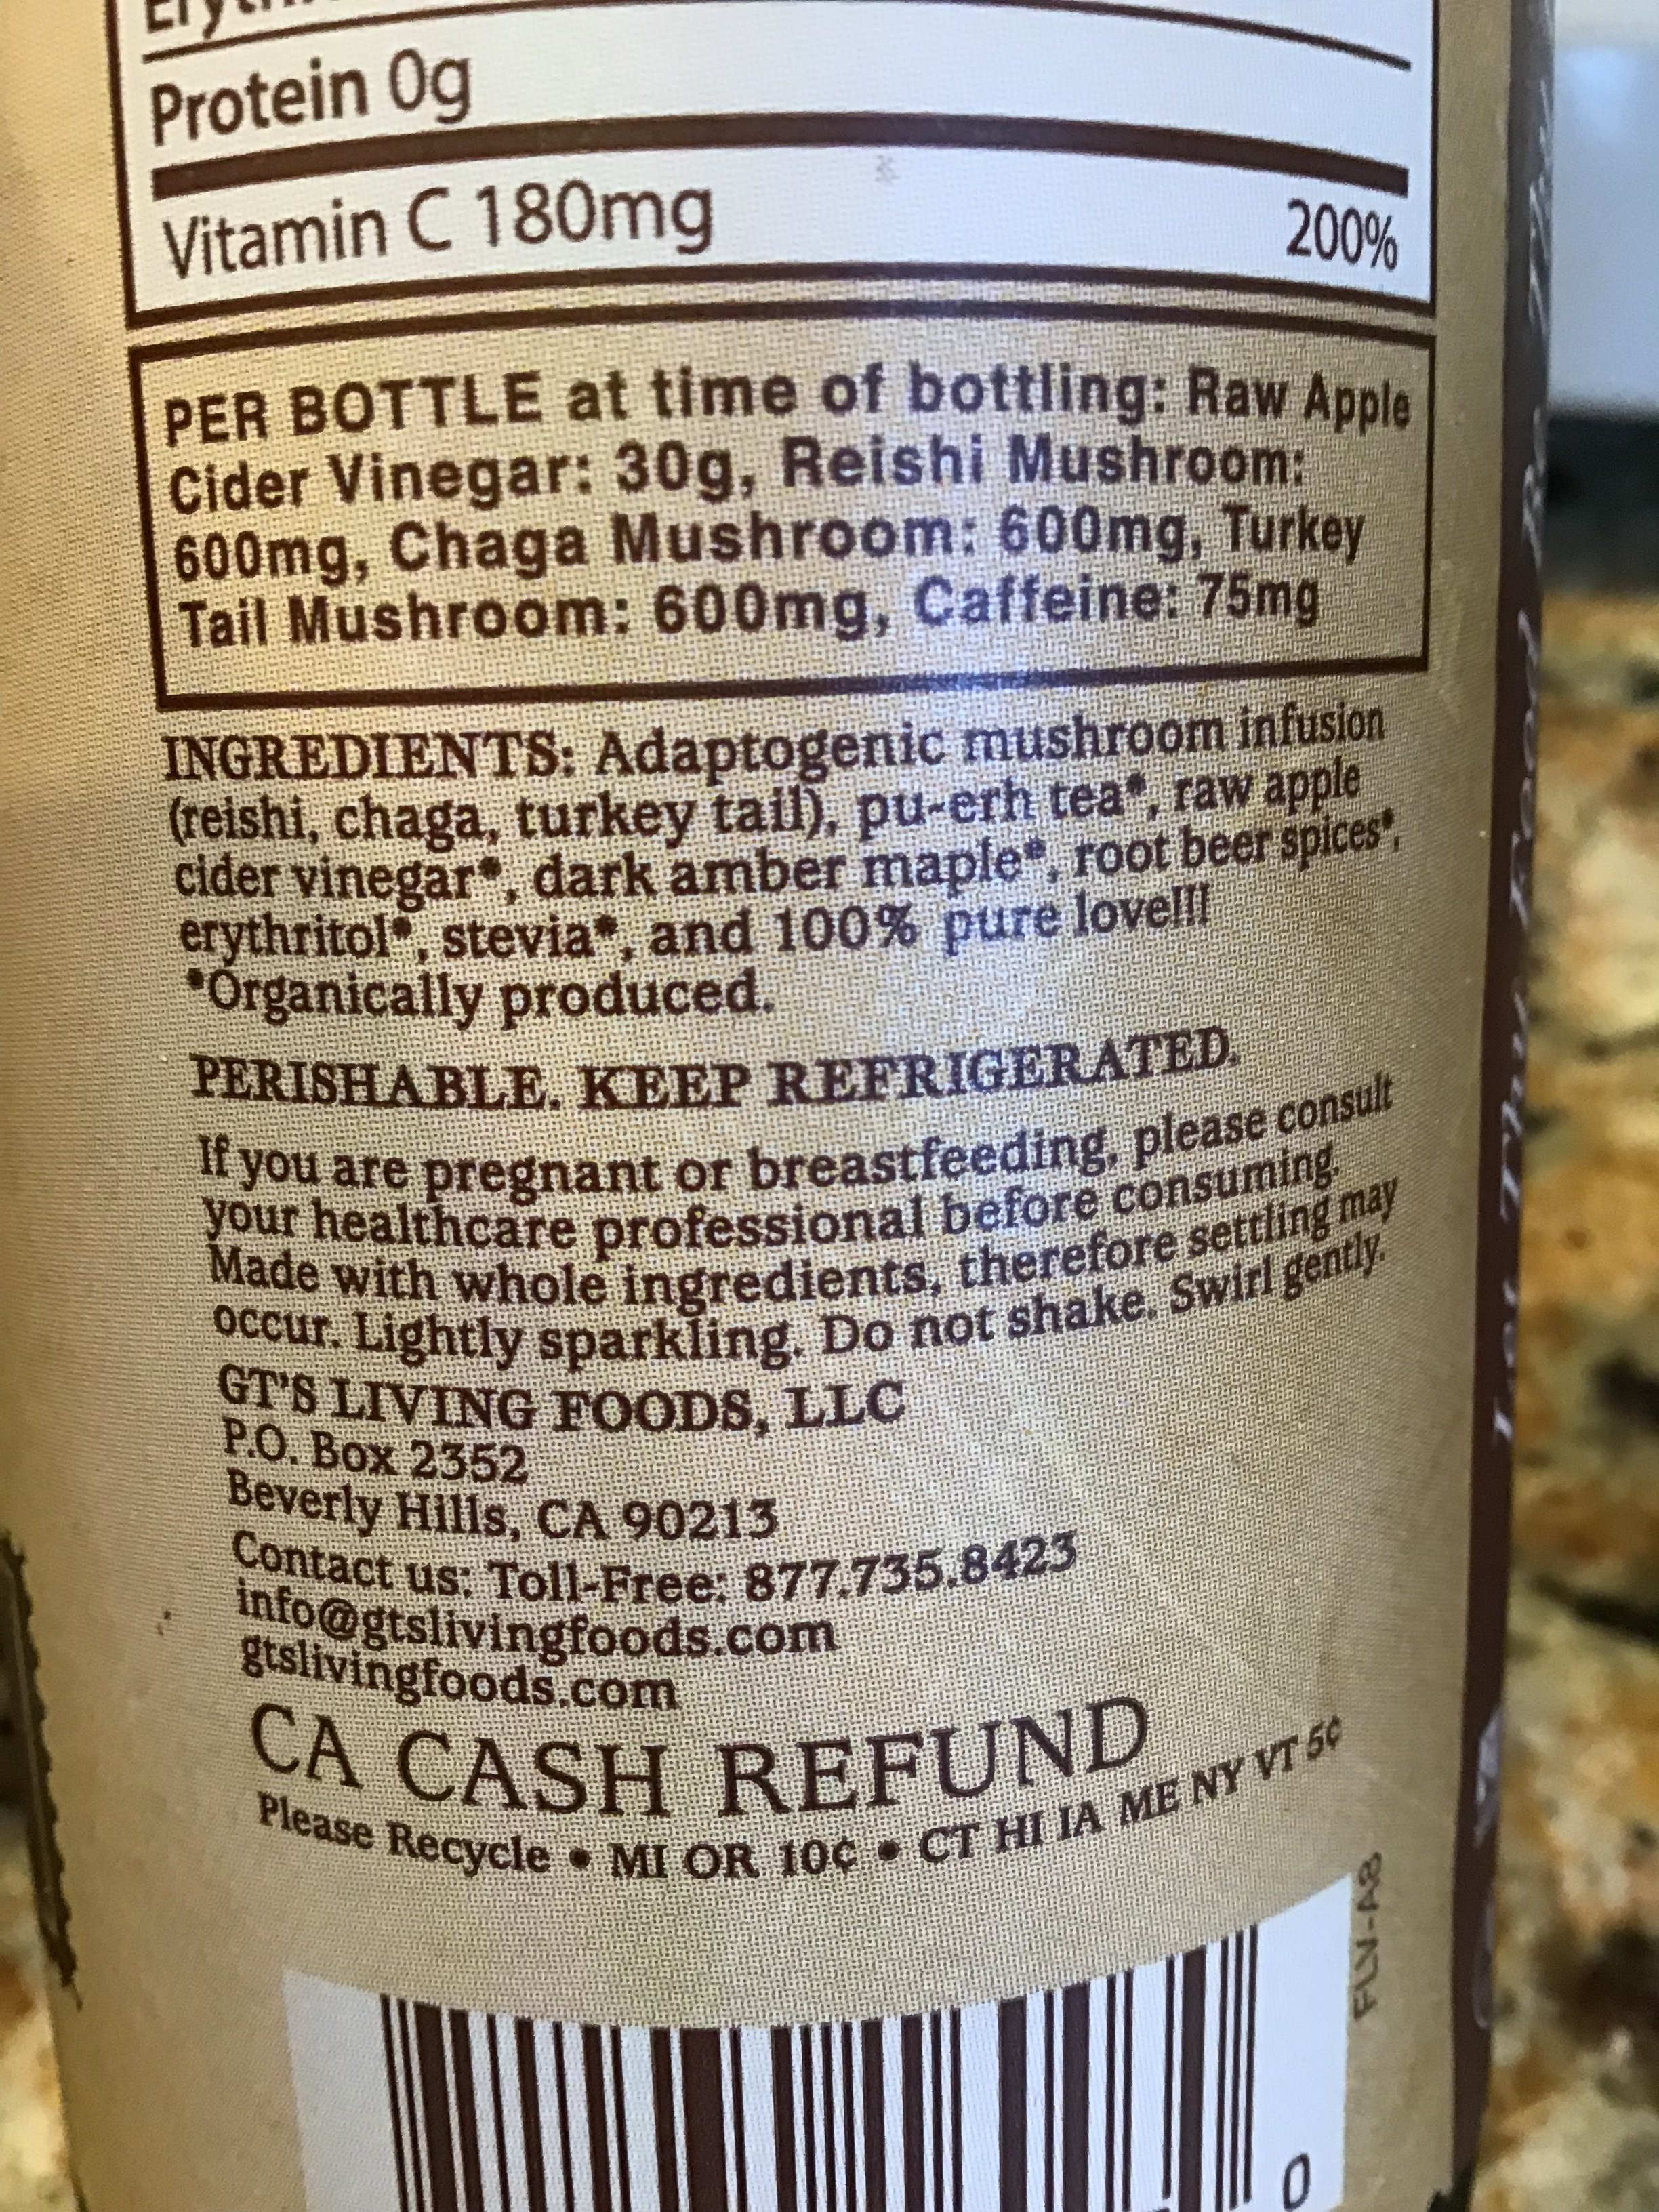 Protein 0g
Vitamin C 180mg 200%
PER BOTTLE at time of bottling: Raw Apple
Cider Vinegar: 30g, Reishi Mushroom:
600mg, Chaga Mushroom: 600mg, Turkey
Tail Mushroom: 600mg, Caffeine: 75mg
INGREDIENTS: Adaptogenic mushroom infusion
(reishi, chaga, turkey tail), pu-erh tea*, raw apple
cider vinegar*, dark amber maple*, root beer spices*,
erythritol*, stevia*, and 100% pure love!!!
*Organically produced.
PERISHABLE. KEEP REFRIGERATED.
If you are pregnant or breastfeeding, please consult
your healthcare professional before consuming.
Made with whole ingredients, therefore settling may
occur. Lightly sparkling. Do not shake. Swirl gently.
GT'S LIVING FOODS, LLC
P.O. Box 2352
Beverly Hills, CA 90213
Contact us: Toll-Free: 877.735.8423
info@gtslivingfoods.com
gtslivingfoods.com
CA CASH REFUND
Please Recycle • MI OR 10¢ • CT HI IA ME NY VT 5¢
FLV-A8
0